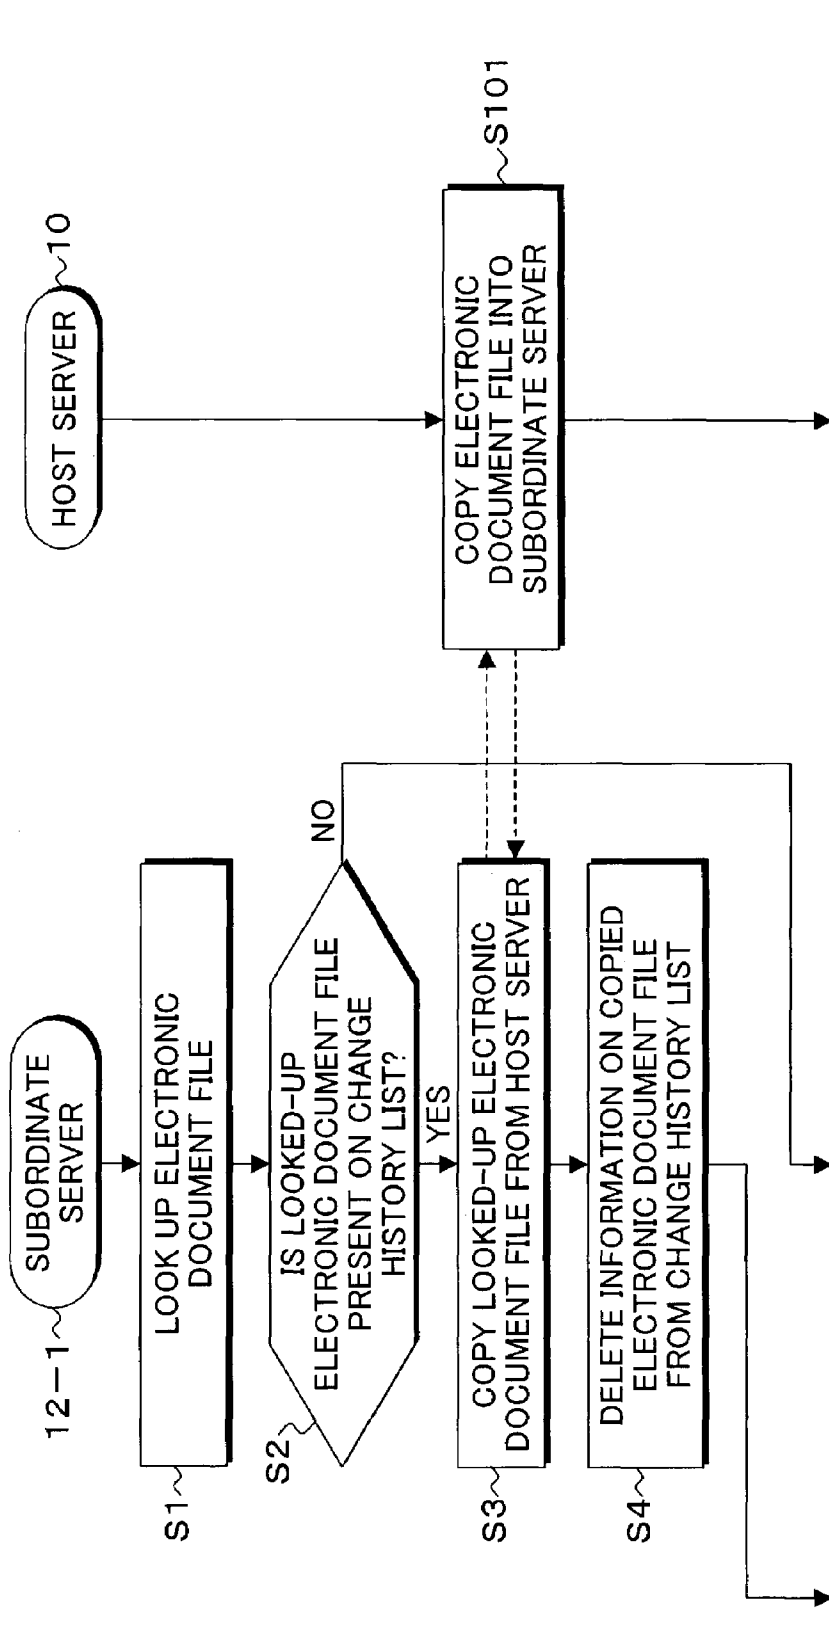 12-1
SUBORDINATE
SERVER
HOST SERVER
10
S1
LOOK UP ELECTRONIC
DOCUMENT FILE
S2
IS LOOKED-UP
ELECTRONIC DOCUMENT FILE
PRESENT ON CHANGE
HISTORY LIST?
NO
YES
S3
COPY LOOKED-UP ELECTRONIC
DOCUMENT FILE FROM HOST SERVER
COPY ELECTRONIC
DOCUMENT FILE INTO
SUBORDINATE SERVER
S101
S4
DELETE INFORMATION ON COPIED
ELECTRONIC DOCUMENT FILE
FROM CHANGE HISTORY LIST